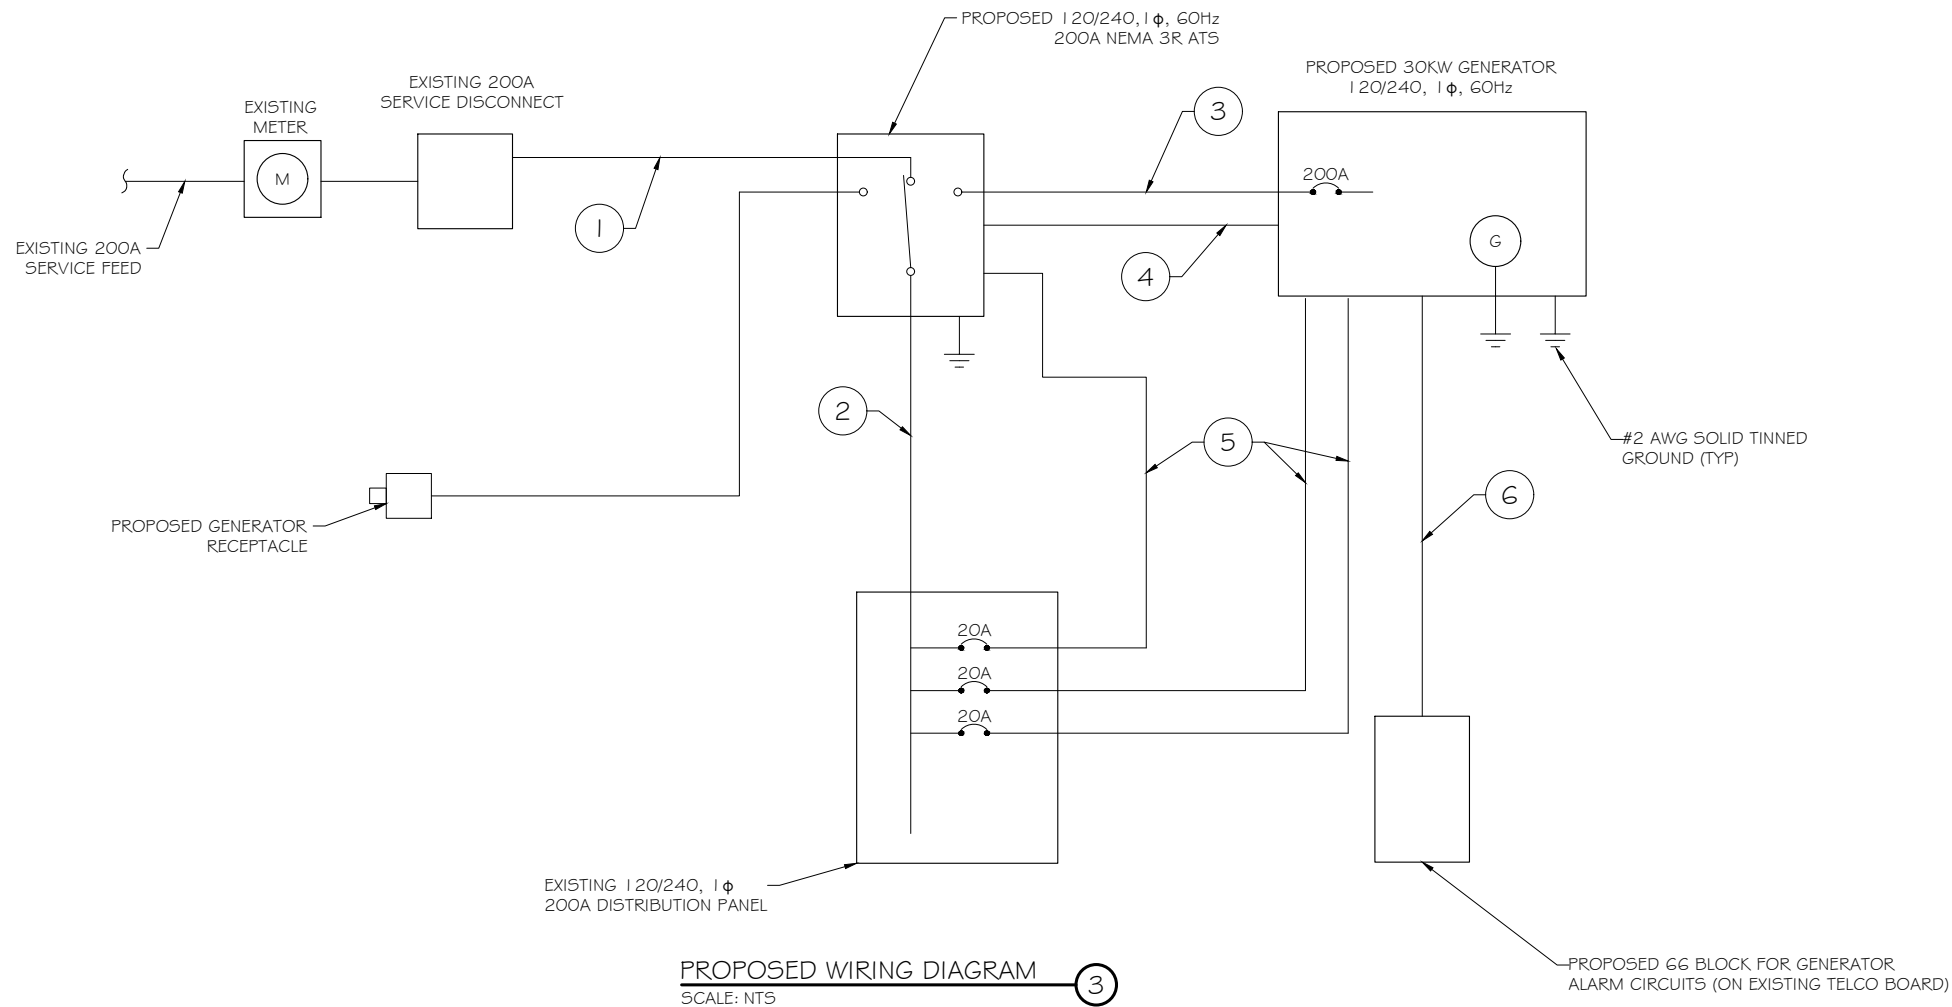 PROPOSED 120/240, 1ϕ, 60Hz
200A NEMA 3R ATS
PROPOSED 30KW GENERATOR
120/240, 1ϕ, 60Hz
EXISTING 200A
SERVICE DISCONNECT
EXISTING
METER
M
3
200A
1
EXISTING 200A
SERVICE FEED
G
4
2
5
#2 AWG SOLID TINNED
GROUND (TYP)
6
PROPOSED GENERATOR
RECEPTACLE
20A
20A
20A
EXISTING 120/240, 1ϕ
200A DISTRIBUTION PANEL
PROPOSED 66 BLOCK FOR GENERATOR
ALARM CIRCUITS (ON EXISTING TELCO BOARD)
PROPOSED WIRING DIAGRAM
3
SCALE: NTS